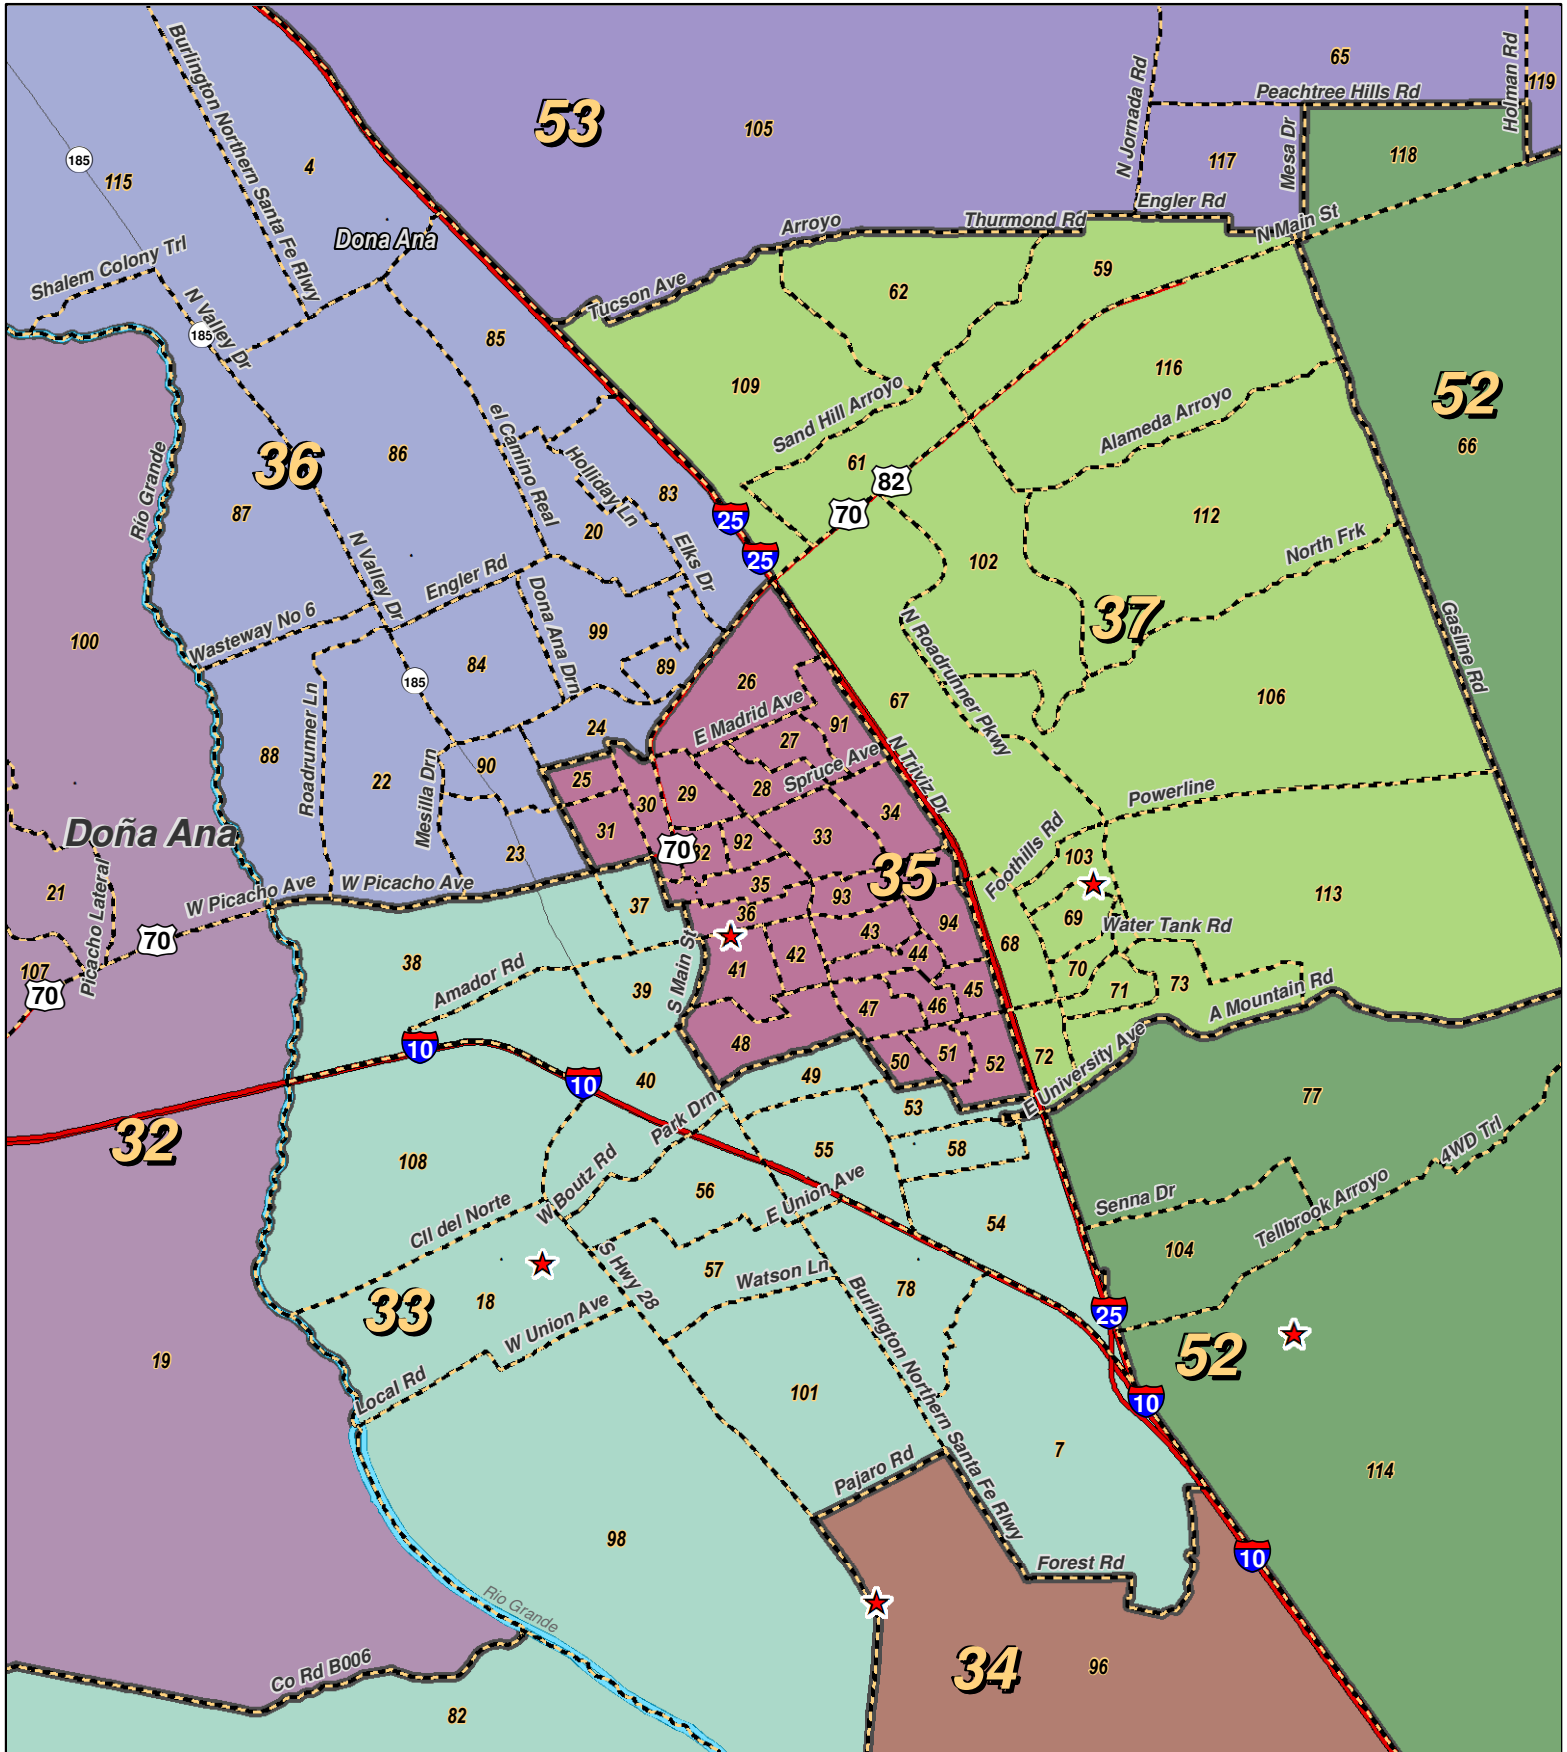 Burlington Northern Santa Fe Rlwy
53
105
N Jornada Rd
65
Peachtree Hills Rd
Holman Rd
119
185
115
4
117
Mesa Dr
118
Dona Ana
Arroyo
Thurmond Rd
Engler Rd
N Main St
Shalem Colony Trl
N Valley Dr
185
Tucson Ave
62
59
85
109
116
52
66
Rio Grande
36
86
87
el Camino Real
Holliday Ln
83
Sand Hill Arroyo
61
82
70
Alameda Arroyo
25
25
20
Elks Dr
112
North Frk
102
N Valley Dr
Engler Rd
Dona Ana Drn
Wasteway No 6
99
89
84
185
100
37
N Roadrunner Pkwy
Gasline Rd
26
67
106
E Madrid Ave
91
27
N Triviz Dr
24
88
Roadrunner Ln
22
Mesilla Drn
90
25
30
29
28
Spruce Ave
34
Powerline
Doña Ana
31
70
32
92
33
23
Foothills Rd
103
35
35
93
21
Picacho Lateral
W Picacho Ave
W Picacho Ave
37
36
69
Water Tank Rd
113
70
107
70
38
Amador Rd
39
S Main St
41
42
43
44
94
68
70
71
73
A Mountain Rd
45
46
47
48
10
10
40
49
50
51
52
72
E University Ave
77
32
108
Park Drn
53
55
58
4WD Trl
W Boutz Rd
56
E Union Ave
54
Senna Dr
Tellbrook Arroyo
104
Cll del Norte
S Hwy 28
57
Watson Ln
78
33
18
W Union Ave
25
52
19
Local Rd
101
Burlington Northern Santa Fe Rlwy
10
7
114
Pajaro Rd
98
Forest Rd
10
Rio Grande
34
96
Co Rd B006
82